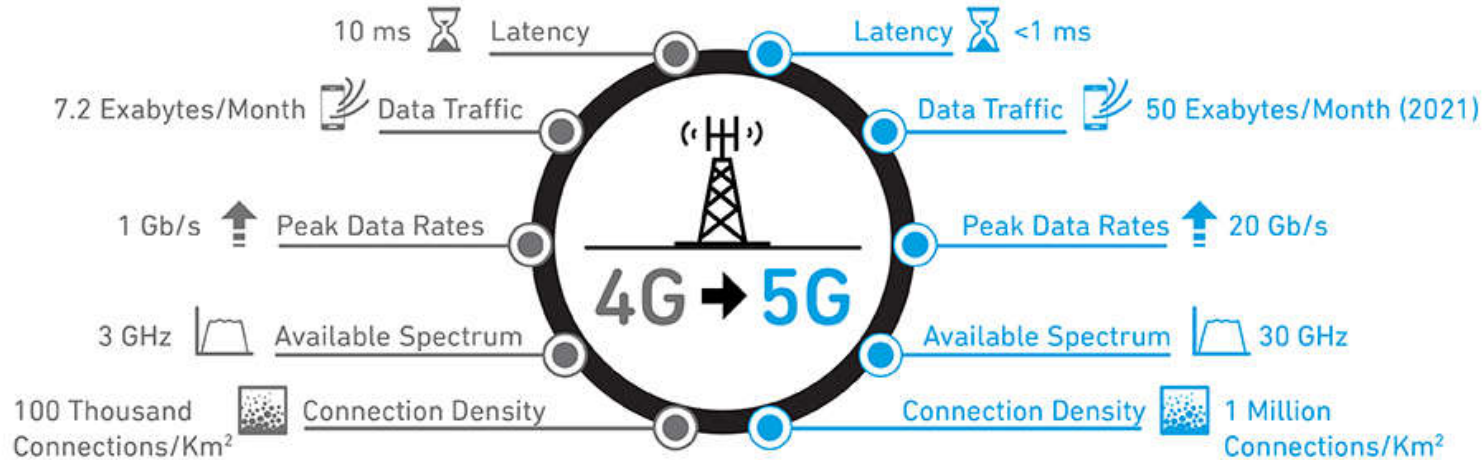 10 ms Latency
Latency <1 ms
7.2 Exabytes/Month Data Traffic
Data Traffic 50 Exabytes/Month (2021)
1 Gb/s Peak Data Rates
Peak Data Rates 20 Gb/s
4G 5G
3 GHz Available Spectrum
Available Spectrum 30 GHz
100 Thousand
Connections/Km²
Connection Density
Connection Density
1 Million
Connections/Km²